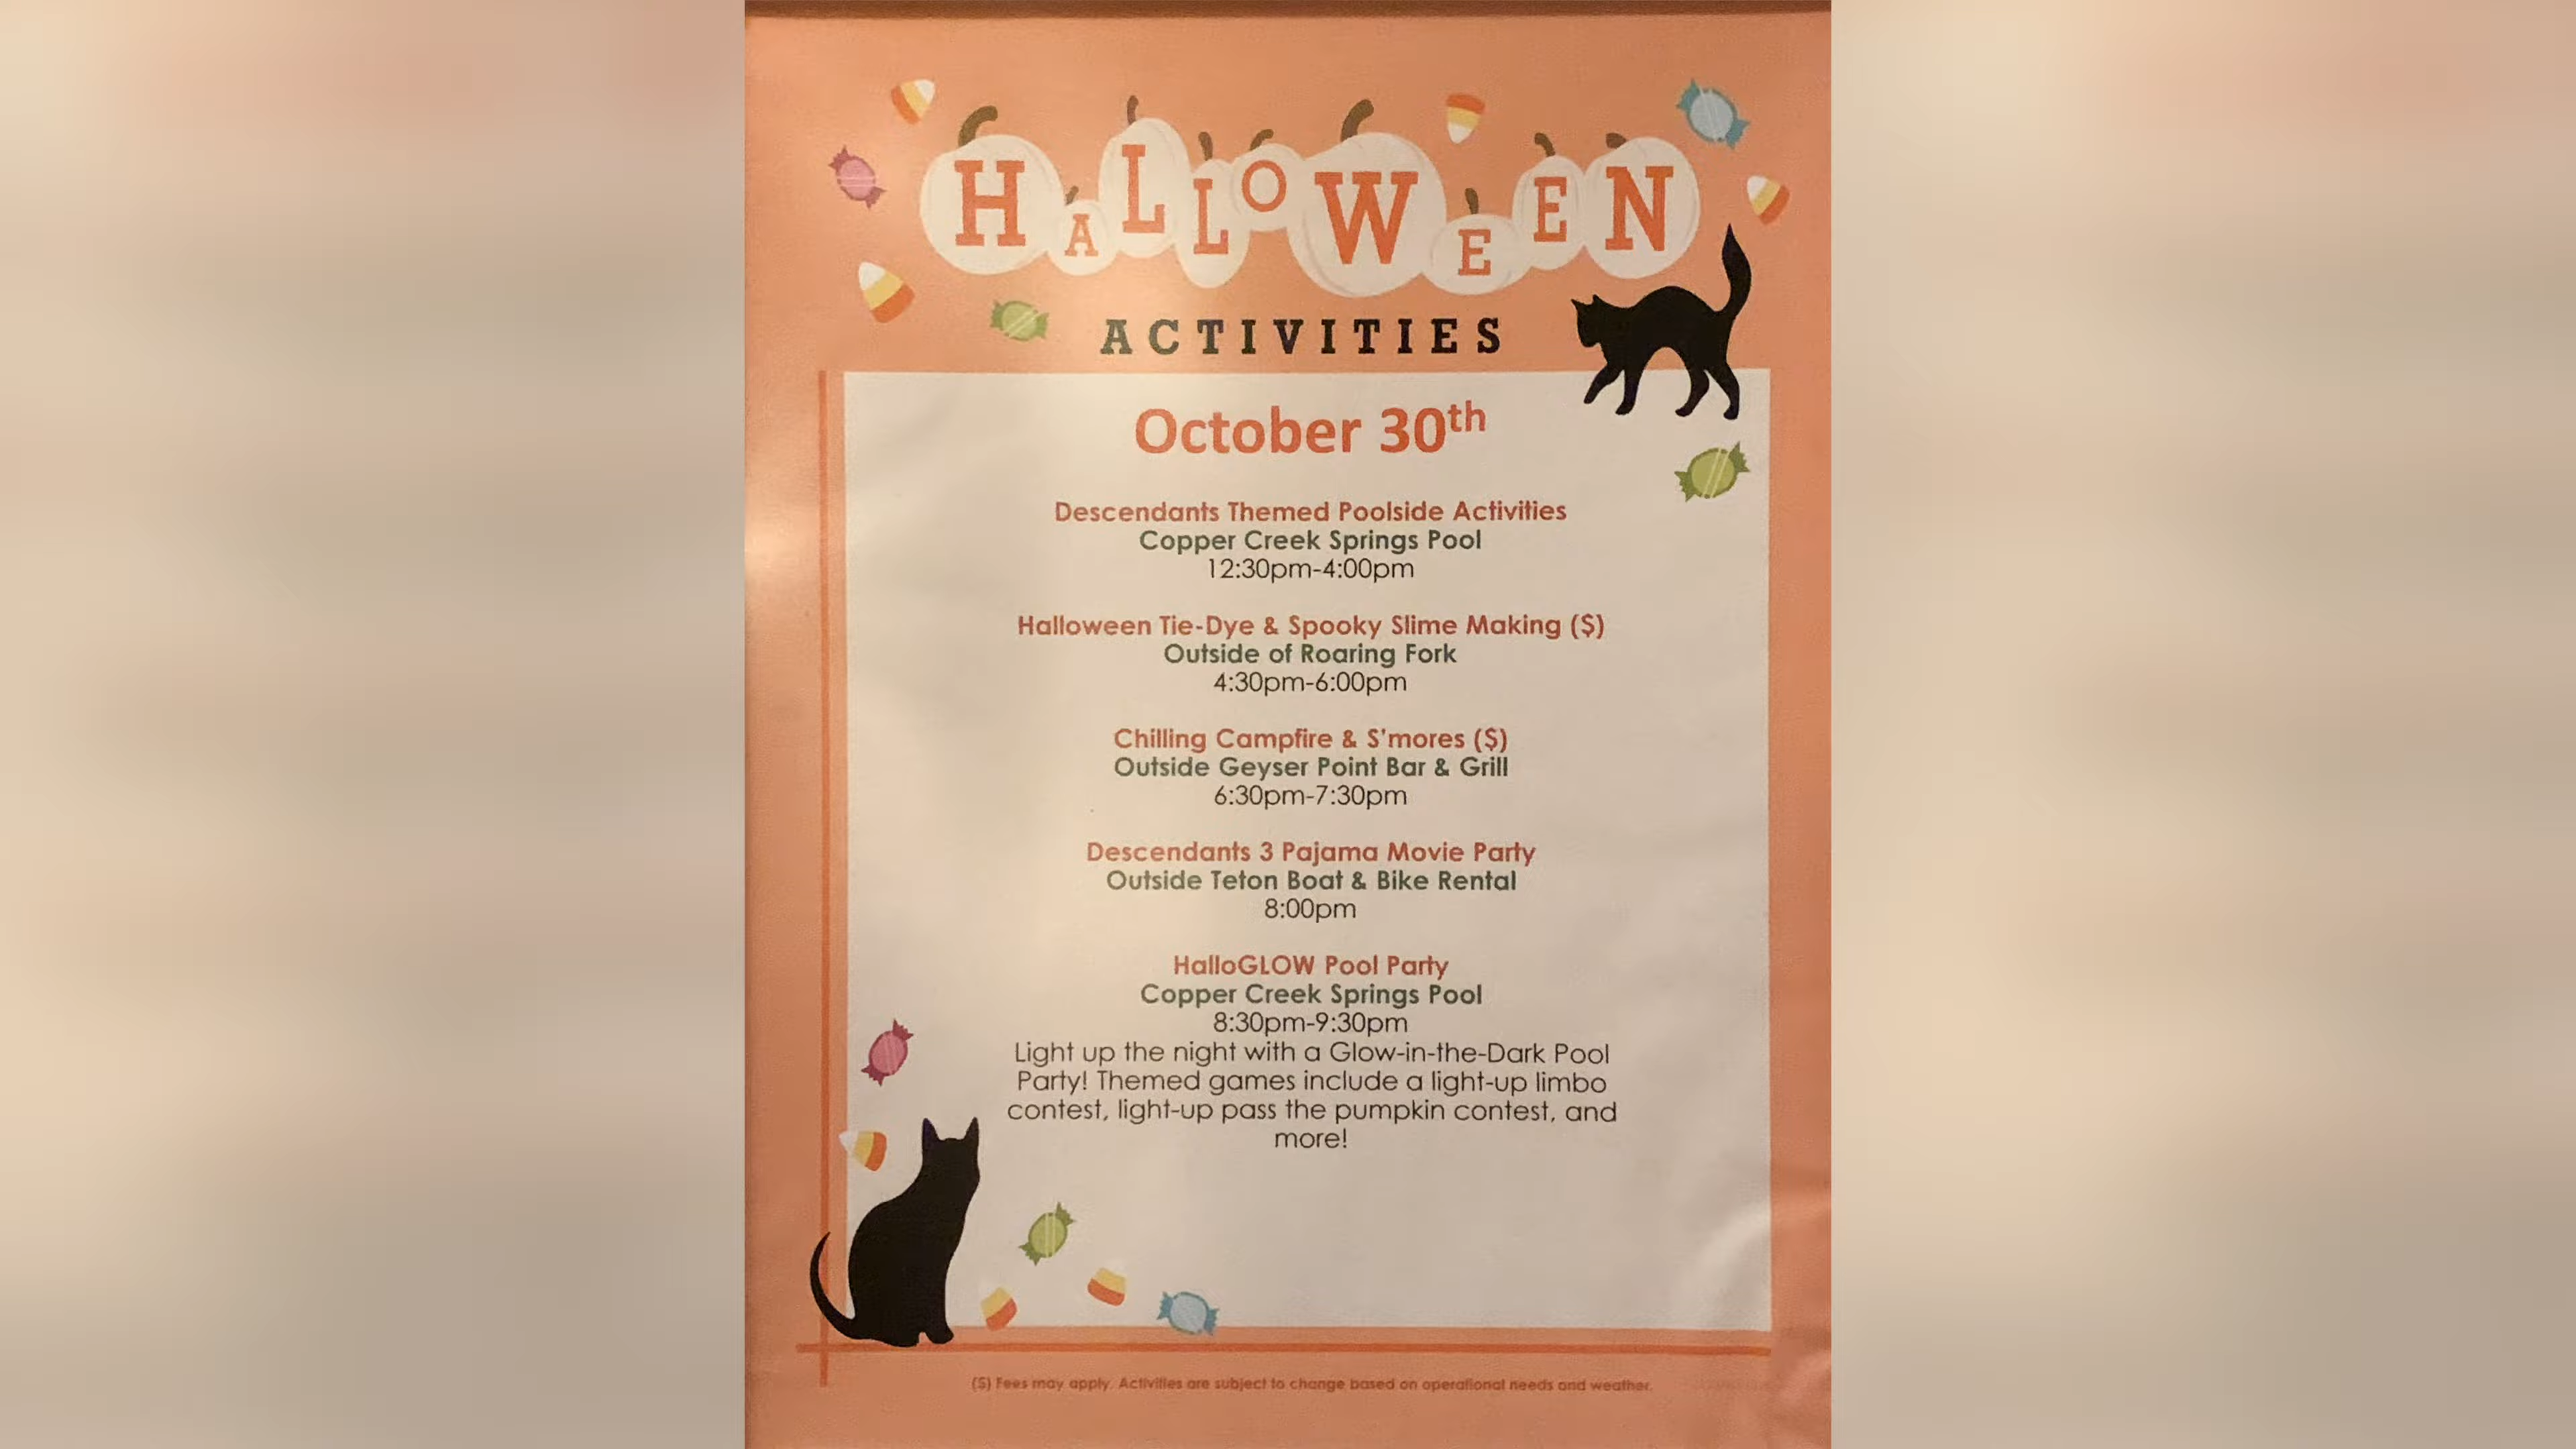 HALLOWEEN
ACTIVITIES
October 30th
Descendants Themed Poolside Activities
Copper Creek Springs Pool
12:30pm-4:00pm
Halloween Tie-Dye & Spooky Slime Making ($)
Outside of Roaring Fork
4:30pm-6:00pm
Chilling Campfire & S'mores ($)
Outside Geyser Point Bar & Grill
6:30pm-7:30pm
Descendants 3 Pajama Movie Party
Outside Teton Boat & Bike Rental
8:00pm
HalloGLOW Pool Party
Copper Creek Springs Pool
8:30pm-9:30pm
Light up the night with a Glow-in-the-Dark Pool
Party! Themed games include a light-up limbo
contest, light-up pass the pumpkin contest, and
more!
($) Fees may apply. Activities are subject to change based on operational needs and weather.